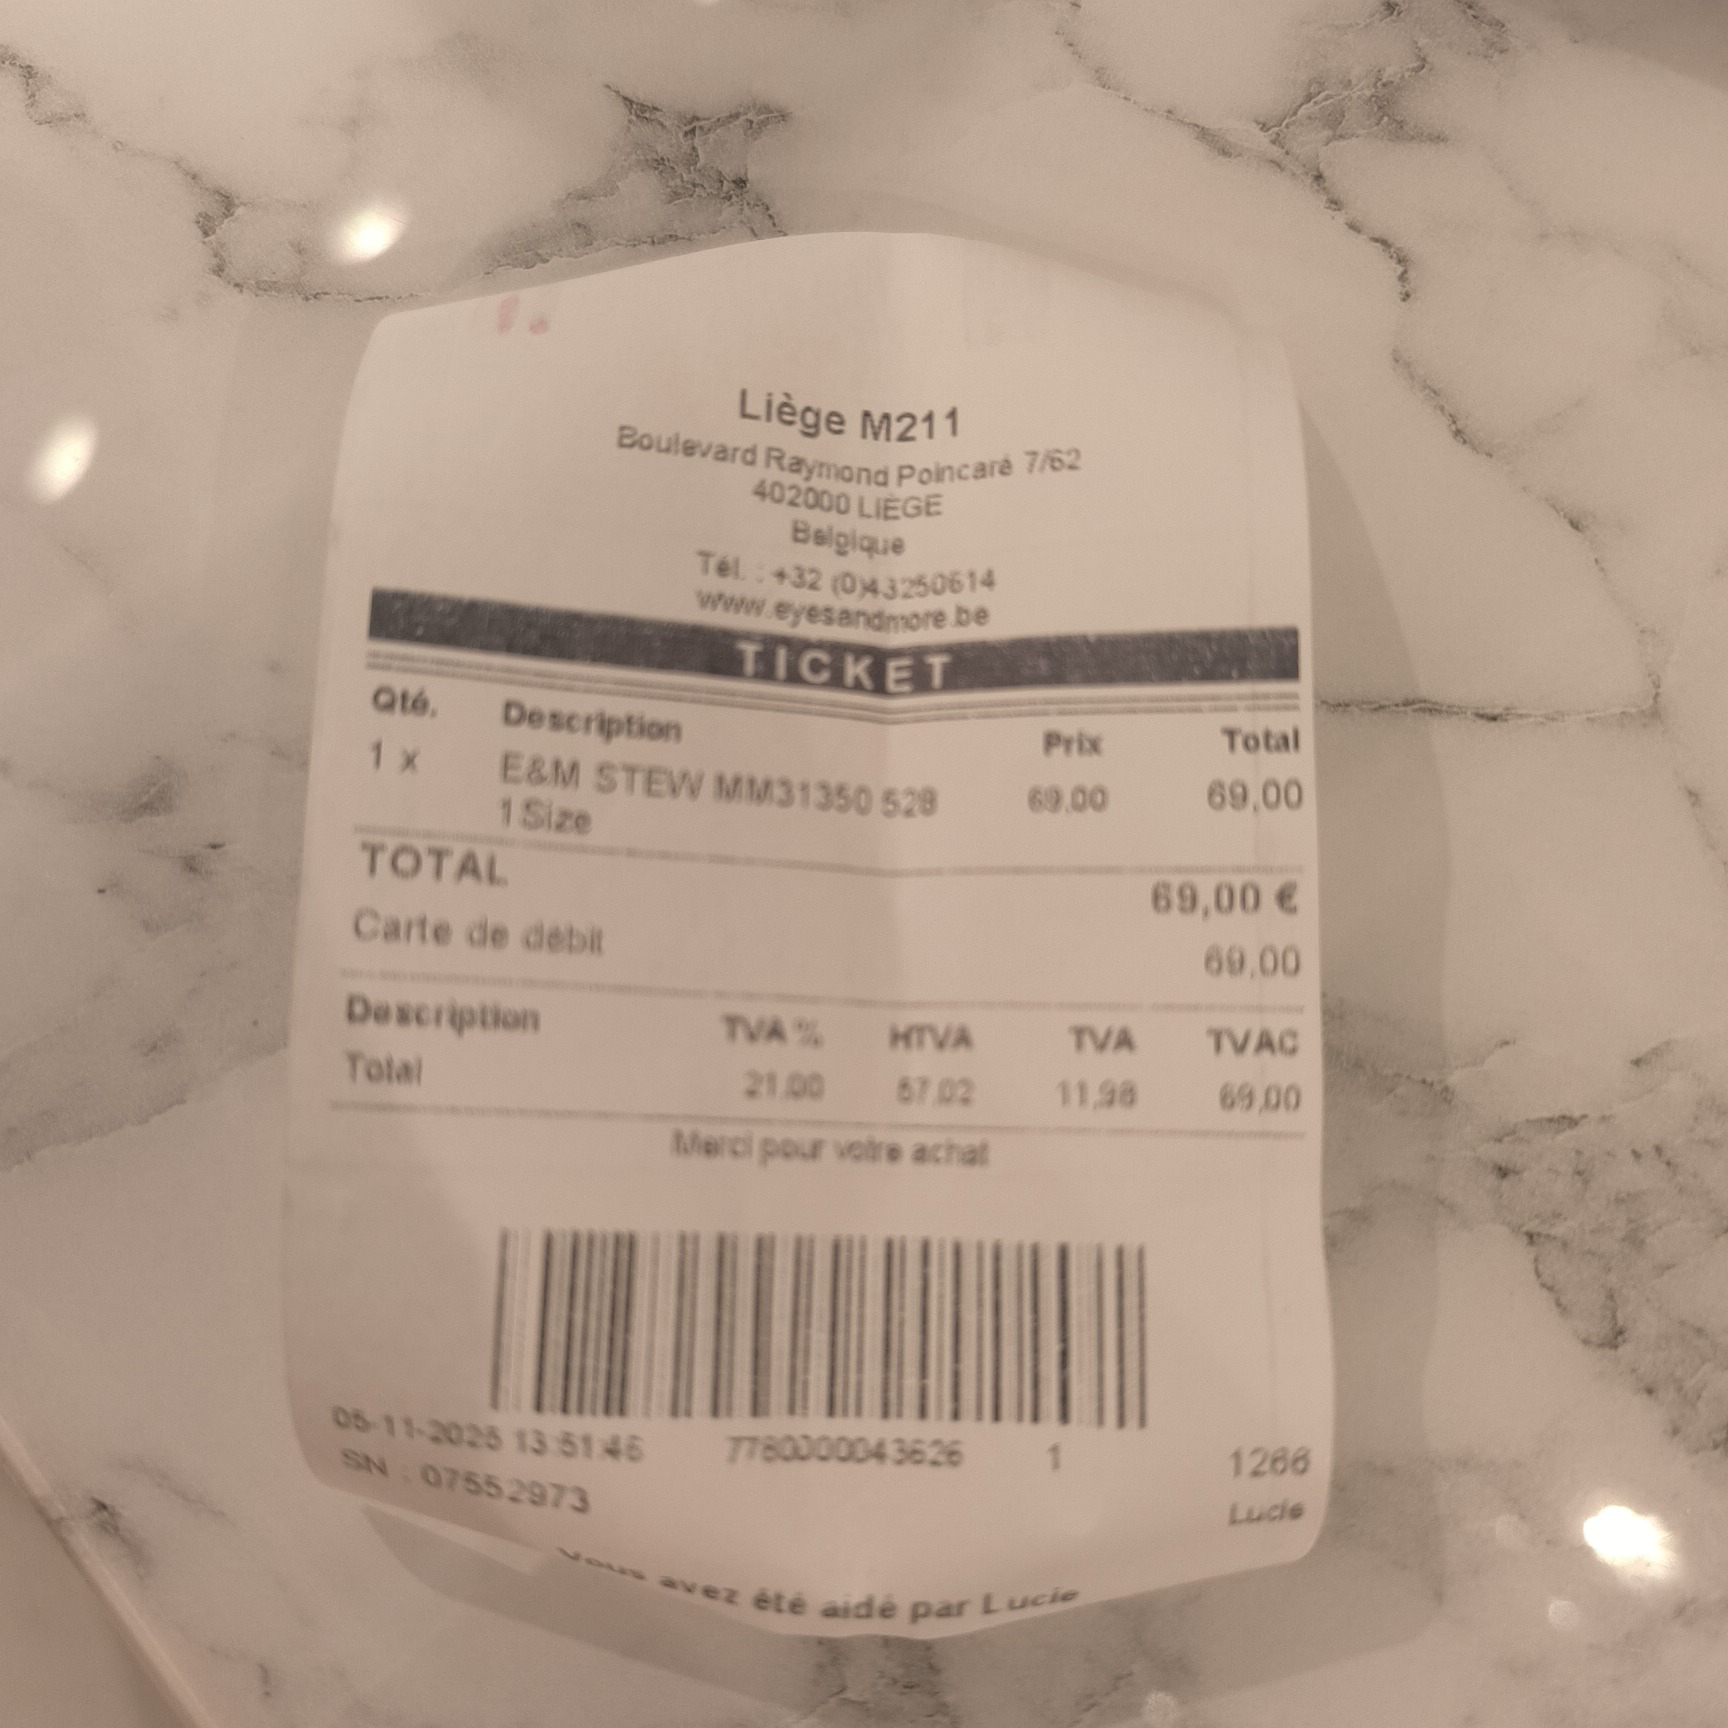 Liège M211
Boulevard Raymond Poincaré 7/62
402000 LIÈGE
Belgique
Tél. : +32 (0)43250614
www.eyesandmore.be
TICKET
Qté. Description Prix Total
1 x E&M STEW MM31350 528 69,00 69,00
1 Size
TOTAL 69,00 €
Carte de débit 69,00
Description TVA % HTVA TVA TVAC
Total 21,00 57,02 11,98 69,00
Merci pour votre achat
05-11-2025 13:51:46 7780000043626 1 1266
SN : 07552973 Lucie
Vous avez été aidé par Lucie